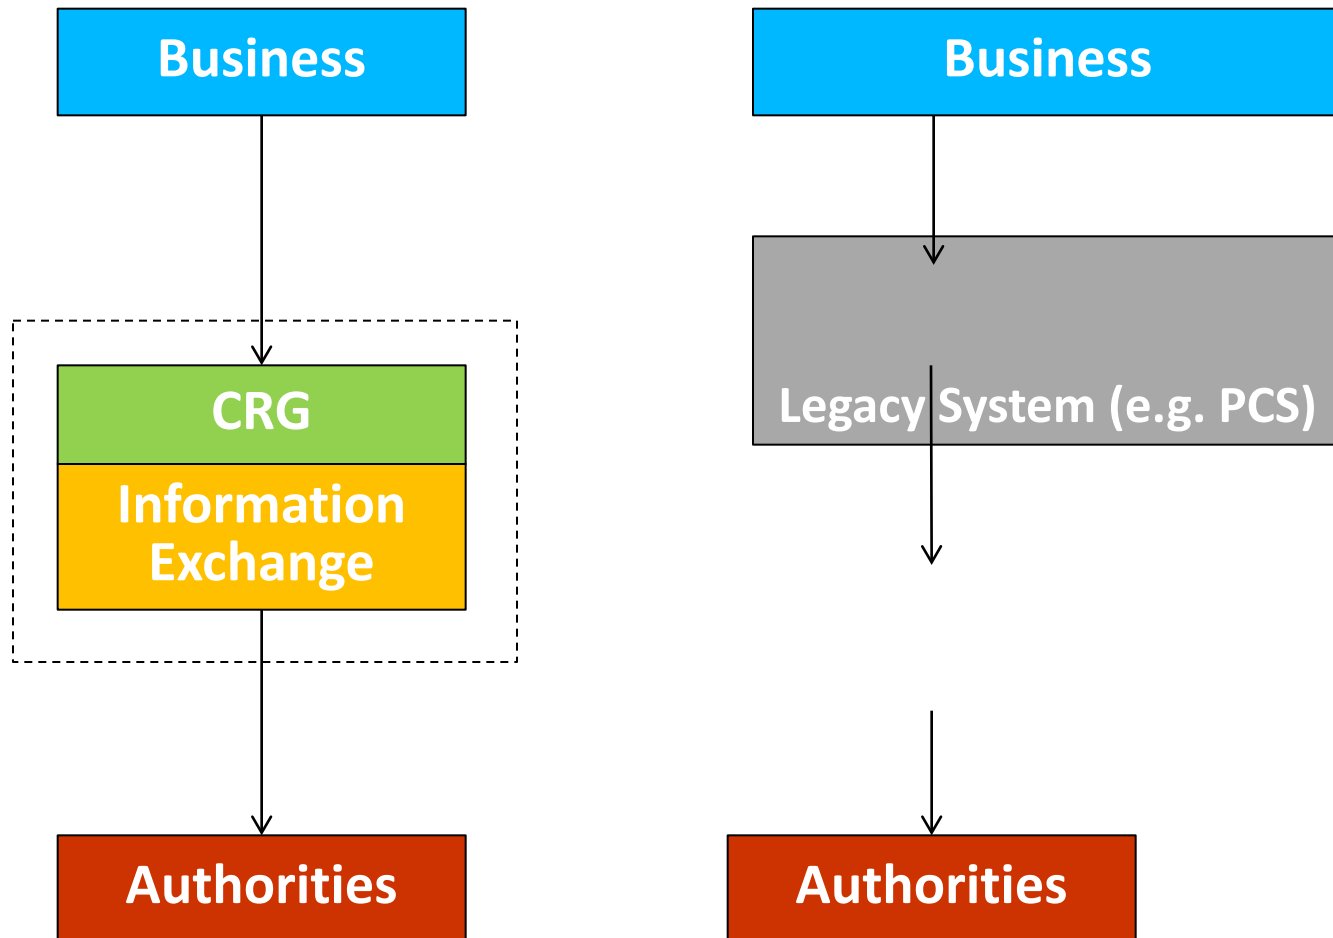 Business
CRG
Information
Exchange
Authorities
Business
Legacy System (e.g. PCS)
Authorities